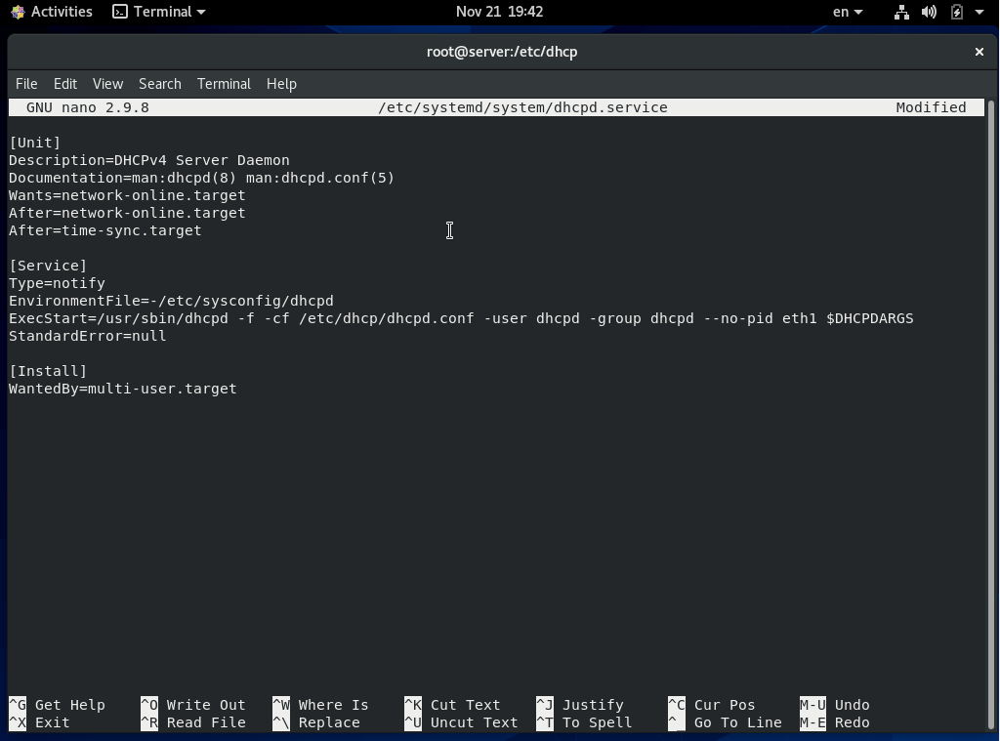 Activities Terminal Nov 21 19:42 en
root@server:/etc/dhcp
File Edit View Search Terminal Help
GNU nano 2.9.8 /etc/systemd/system/dhcpd.service Modified
[Unit]
Description=DHCPv4 Server Daemon
Documentation=man:dhcpd(8) man:dhcpd.conf(5)
Wants=network-online.target
After=network-online.target
After=time-sync.target
[Service]
Type=notify
EnvironmentFile=-/etc/sysconfig/dhcpd
ExecStart=/usr/sbin/dhcpd -f -cf /etc/dhcp/dhcpd.conf -user dhcpd -group dhcpd --no-pid eth1 $DHCPDARGS
StandardError=null
[Install]
WantedBy=multi-user.target
^G Get Help ^O Write Out ^W Where Is ^K Cut Text ^J Justify ^C Cur Pos M-U Undo
^X Exit ^R Read File ^\ Replace ^U Uncut Text ^T To Spell ^_ Go To Line M-E Redo